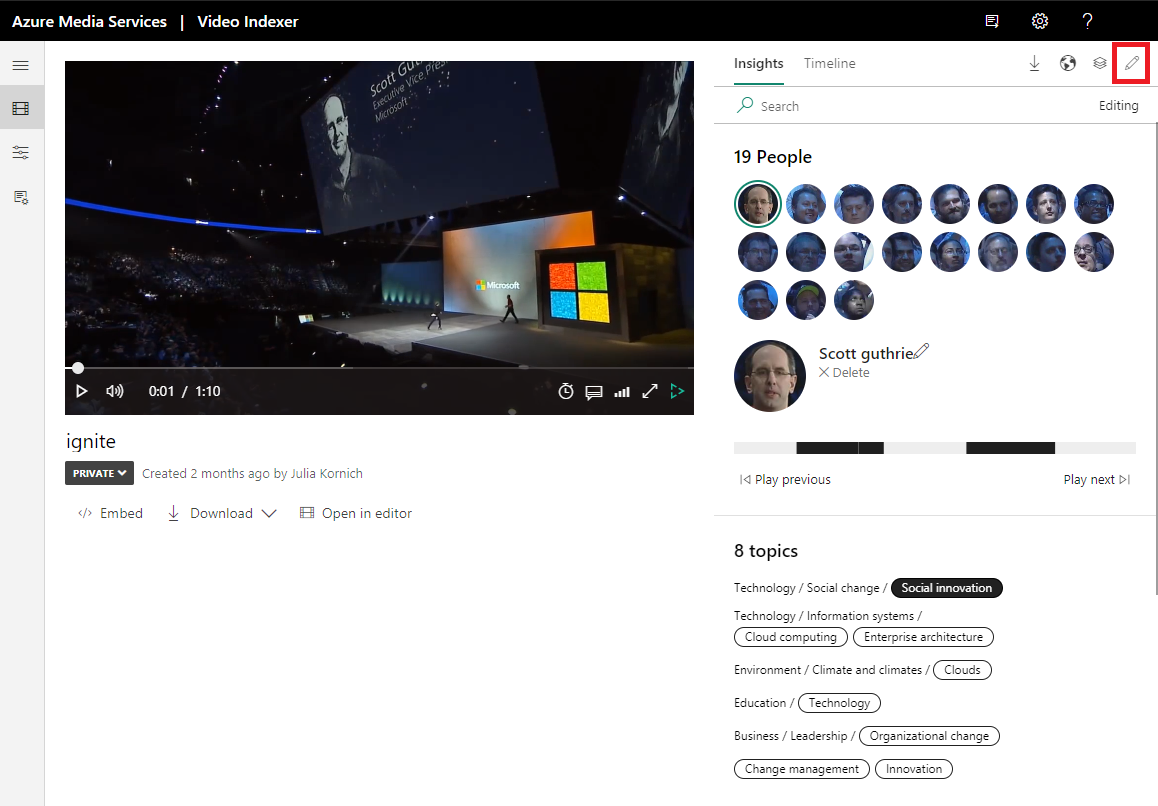 Azure Media Services | Video Indexer
Insights Timeline
Search Editing
Scott Gu
Executive Vice Pres
Microsoft
Microsoft
0:01 / 1:10
ignite
PRIVATE Created 2 months ago by Julia Kornich
</> Embed Download Open in editor
19 People
Scott guthrie
Delete
Play previous Play next
8 topics
Technology / Social change / Social innovation
Technology / Information systems /
Cloud computing Enterprise architecture
Environment / Climate and climates / Clouds
Education / Technology
Business / Leadership / Organizational change
Change management Innovation